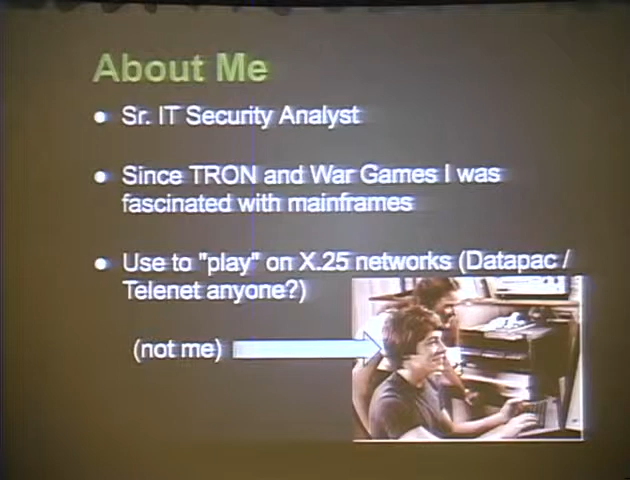 About Me
Sr. IT Security Analyst
Since TRON and War Games I was
fascinated with mainframes
Use to "play" on X.25 networks (Datapac /
Telenet anyone?)
(not me)